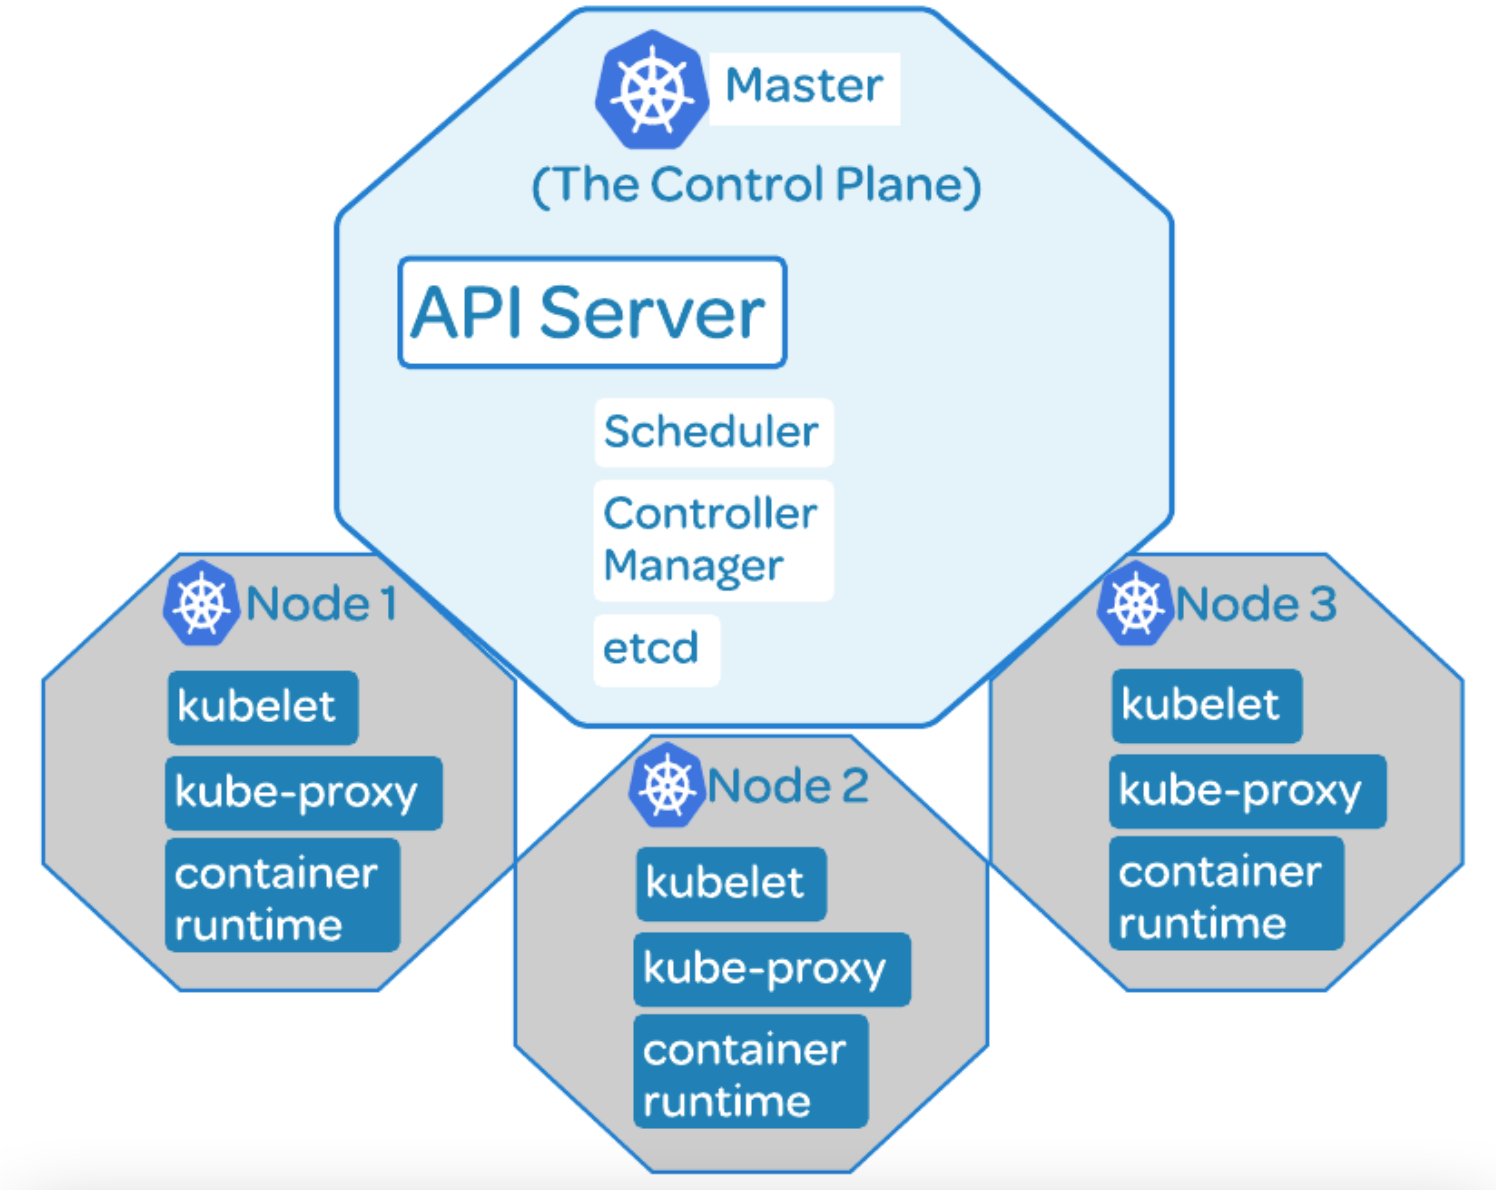 Master
(The Control Plane)
API Server
Scheduler
Controller
Manager
etcd
Node 1
kubelet
kube-proxy
container
runtime
Node 2
kubelet
kube-proxy
container
runtime
Node 3
kubelet
kube-proxy
container
runtime